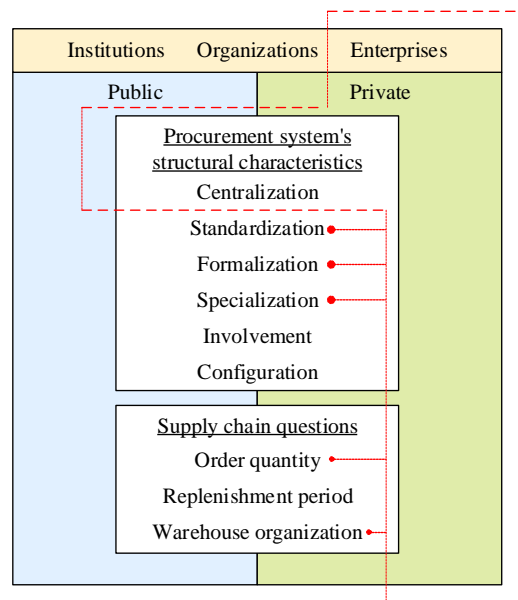 Institutions Organizations Enterprises
Public Private
Procurement system's
structural characteristics
Centralization
Standardization
Formalization
Specialization
Involvement
Configuration
Supply chain questions
Order quantity
Replenishment period
Warehouse organization